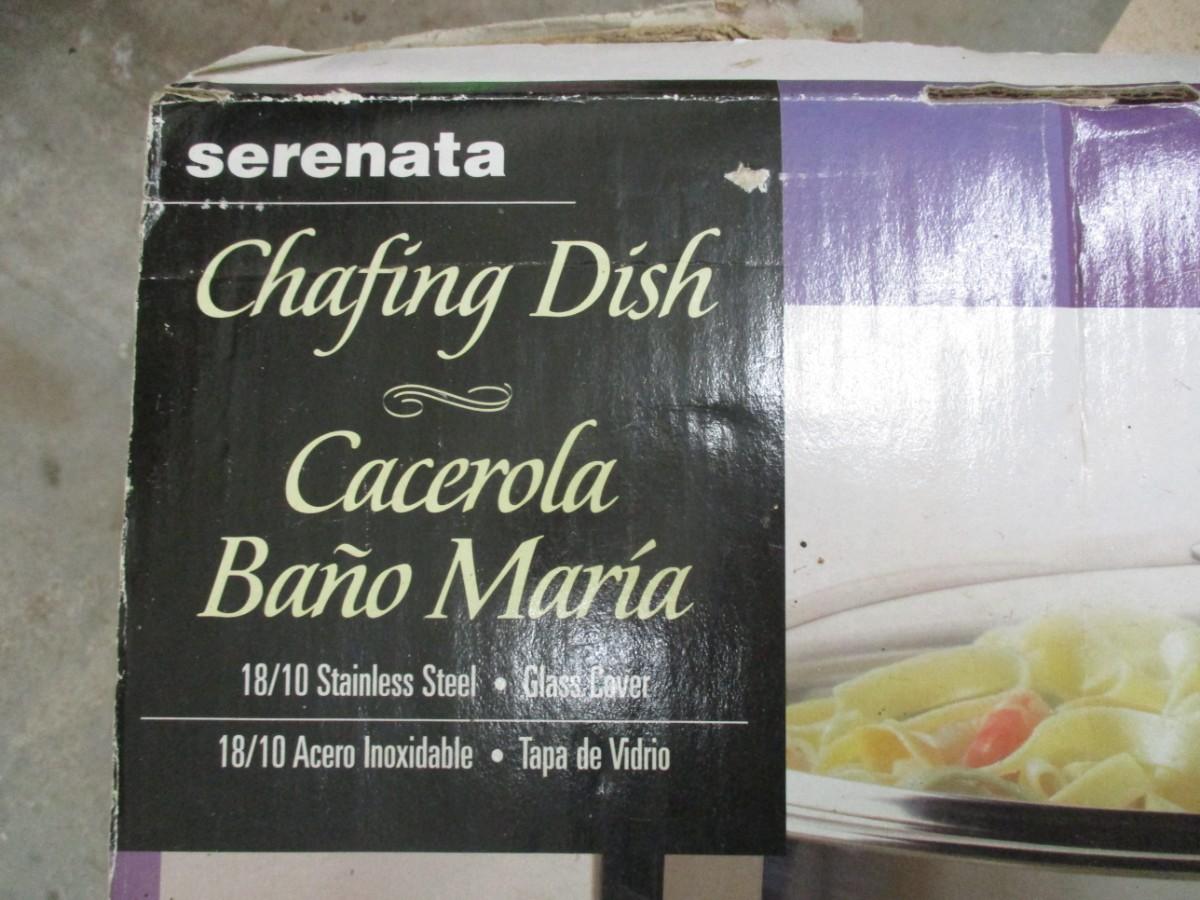 serenata
Chafing Dish
Cacerola
Baño María
18/10 Stainless Steel • Glass Cover
18/10 Acero Inoxidable • Tapa de Vidrio